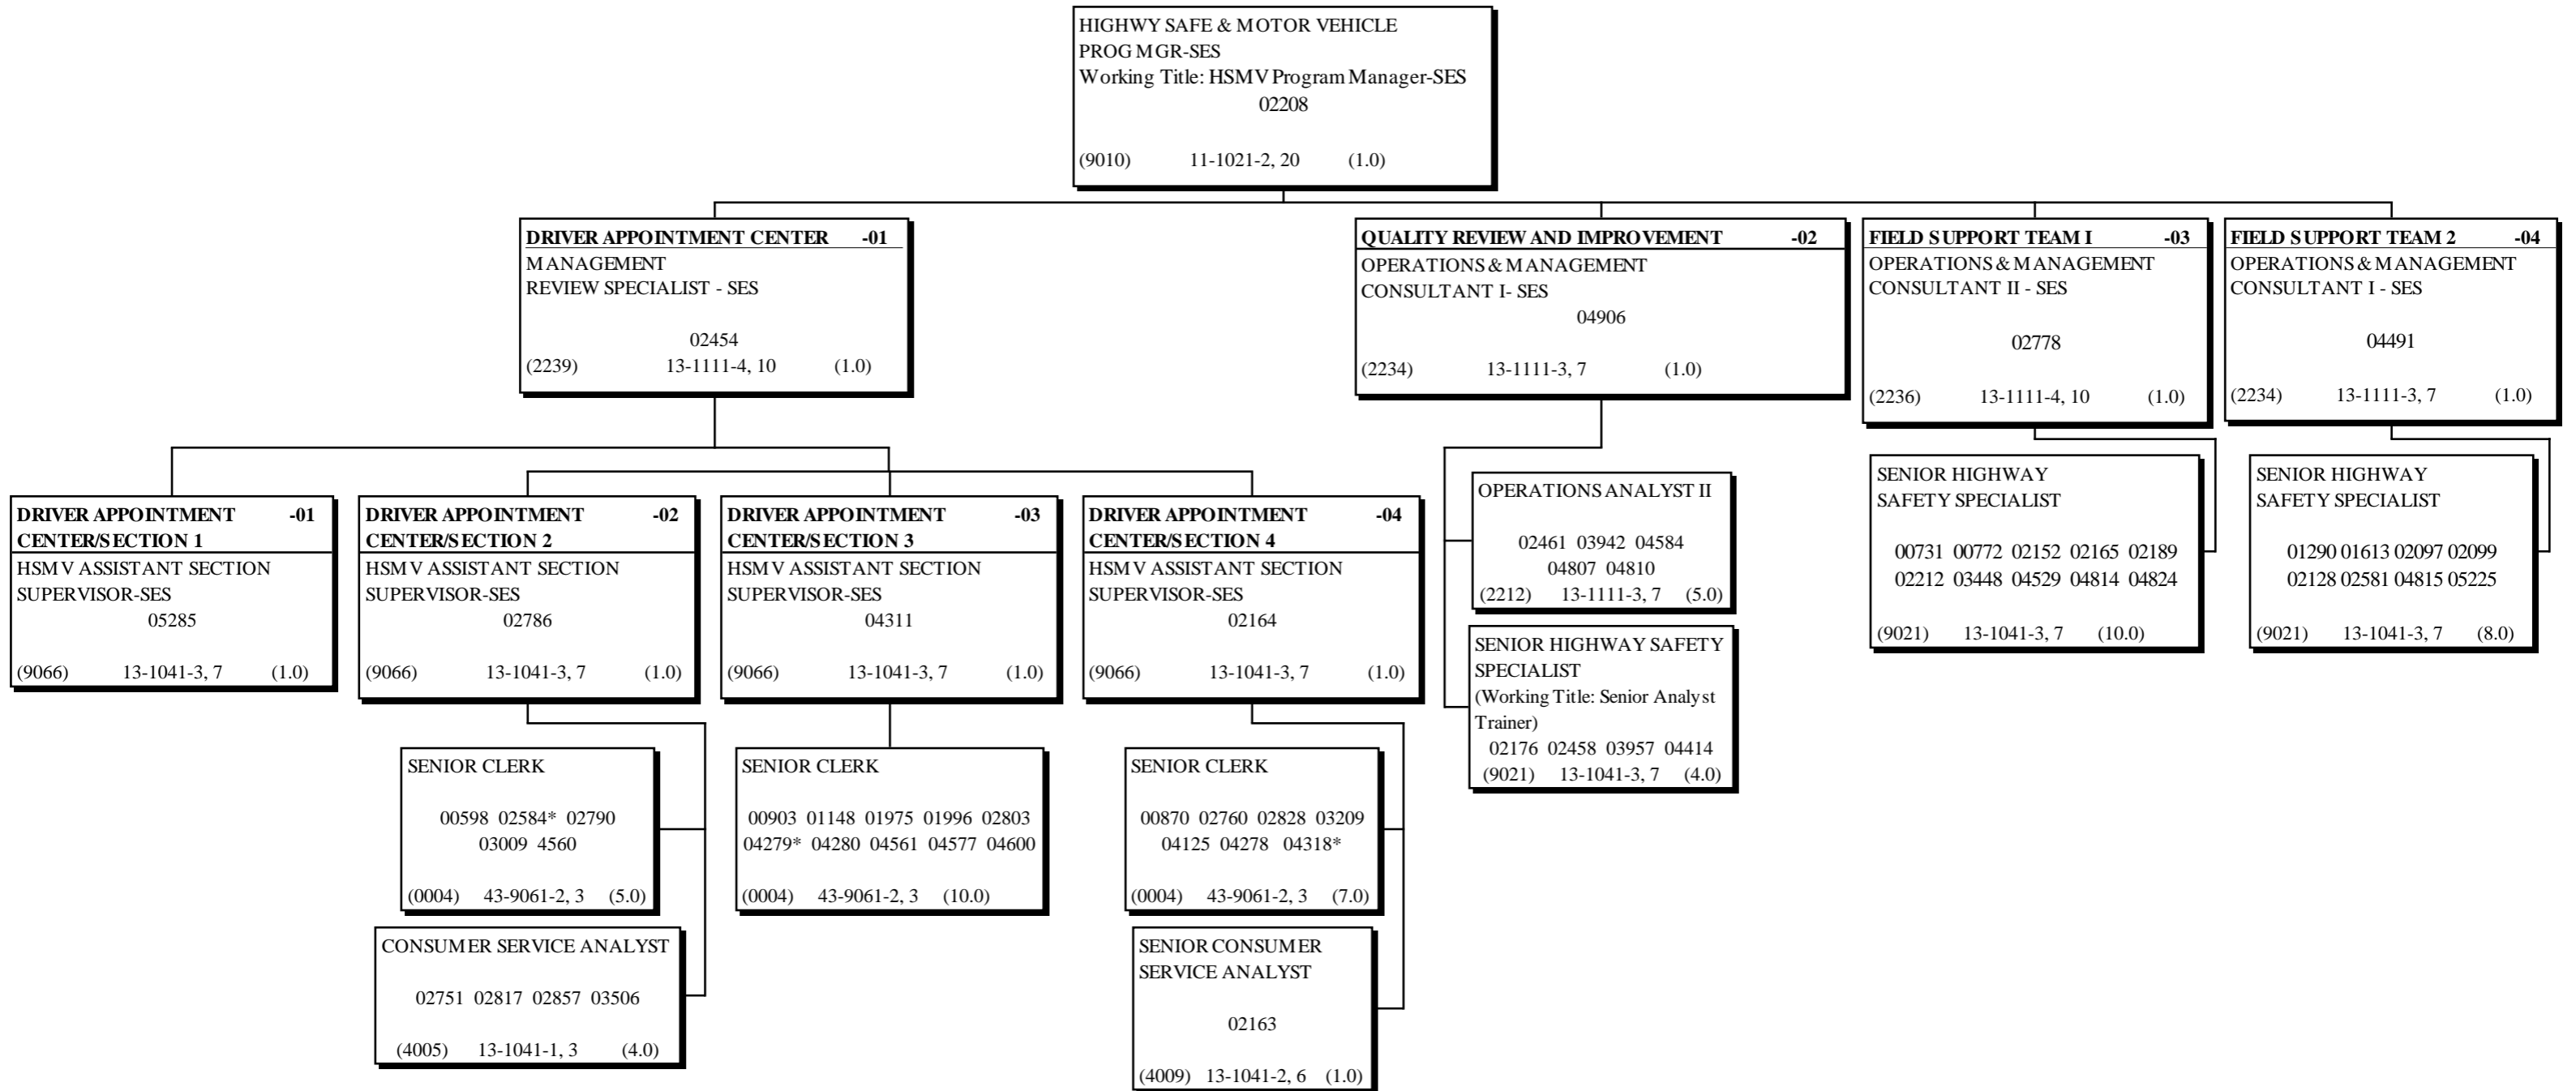 HIGHWY SAFE & MOTOR VEHICLE
PROG MGR-SES
Working Title: HSMV Program Manager-SES
02208
(9010) 11-1021-2, 20 (1.0)
DRIVER APPOINTMENT CENTER -01
MANAGEMENT
REVIEW SPECIALIST - SES
02454
(2239) 13-1111-4, 10 (1.0)
QUALITY REVIEW AND IMPROVEMENT -02
OPERATIONS & MANAGEMENT
CONSULTANT I- SES
04906
(2234) 13-1111-3, 7 (1.0)
FIELD SUPPORT TEAM I -03
OPERATIONS & MANAGEMENT
CONSULTANT II - SES
02778
(2236) 13-1111-4, 10 (1.0)
FIELD SUPPORT TEAM 2 -04
OPERATIONS & MANAGEMENT
CONSULTANT I - SES
04491
(2234) 13-1111-3, 7 (1.0)
DRIVER APPOINTMENT -01
CENTER/SECTION 1
HSMV ASSISTANT SECTION
SUPERVISOR-SES
05285
(9066) 13-1041-3, 7 (1.0)
DRIVER APPOINTMENT -02
CENTER/SECTION 2
HSMV ASSISTANT SECTION
SUPERVISOR-SES
02786
(9066) 13-1041-3, 7 (1.0)
DRIVER APPOINTMENT -03
CENTER/SECTION 3
HSMV ASSISTANT SECTION
SUPERVISOR-SES
04311
(9066) 13-1041-3, 7 (1.0)
DRIVER APPOINTMENT -04
CENTER/SECTION 4
HSMV ASSISTANT SECTION
SUPERVISOR-SES
02164
(9066) 13-1041-3, 7 (1.0)
OPERATIONS ANALYST II
02461 03942 04584
04807 04810
(2212) 13-1111-3, 7 (5.0)
SENIOR HIGHWAY SAFETY
SPECIALIST
(Working Title: Senior Analyst
Trainer)
02176 02458 03957 04414
(9021) 13-1041-3, 7 (4.0)
SENIOR HIGHWAY
SAFETY SPECIALIST
00731 00772 02152 02165 02189
02212 03448 04529 04814 04824
(9021) 13-1041-3, 7 (10.0)
SENIOR HIGHWAY
SAFETY SPECIALIST
01290 01613 02097 02099
02128 02581 04815 05225
(9021) 13-1041-3, 7 (8.0)
SENIOR CLERK
00598 02584* 02790
03009 4560
(0004) 43-9061-2, 3 (5.0)
SENIOR CLERK
00903 01148 01975 01996 02803
04279* 04280 04561 04577 04600
(0004) 43-9061-2, 3 (10.0)
SENIOR CLERK
00870 02760 02828 03209
04125 04278 04318*
(0004) 43-9061-2, 3 (7.0)
CONSUMER SERVICE ANALYST
02751 02817 02857 03506
(4005) 13-1041-1, 3 (4.0)
SENIOR CONSUMER
SERVICE ANALYST
02163
(4009) 13-1041-2, 6 (1.0)